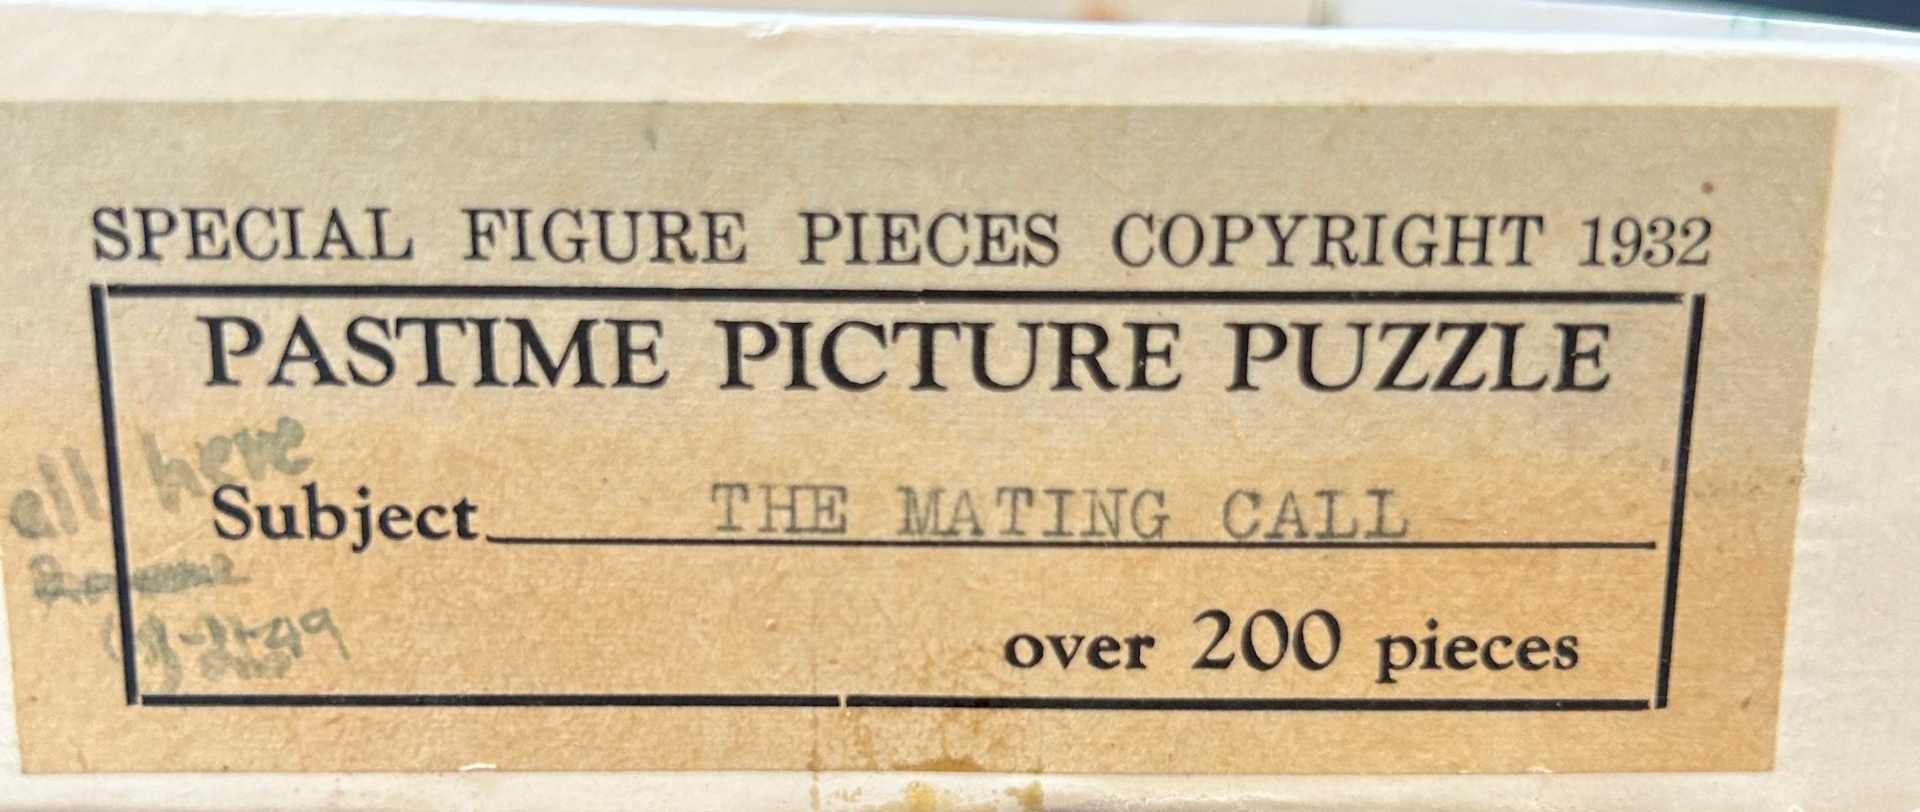 SPECIAL FIGURE PIECES COPYRIGHT 1932
PASTIME PICTURE PUZZLE
all here
Subject THE MATING CALL
over 200 pieces